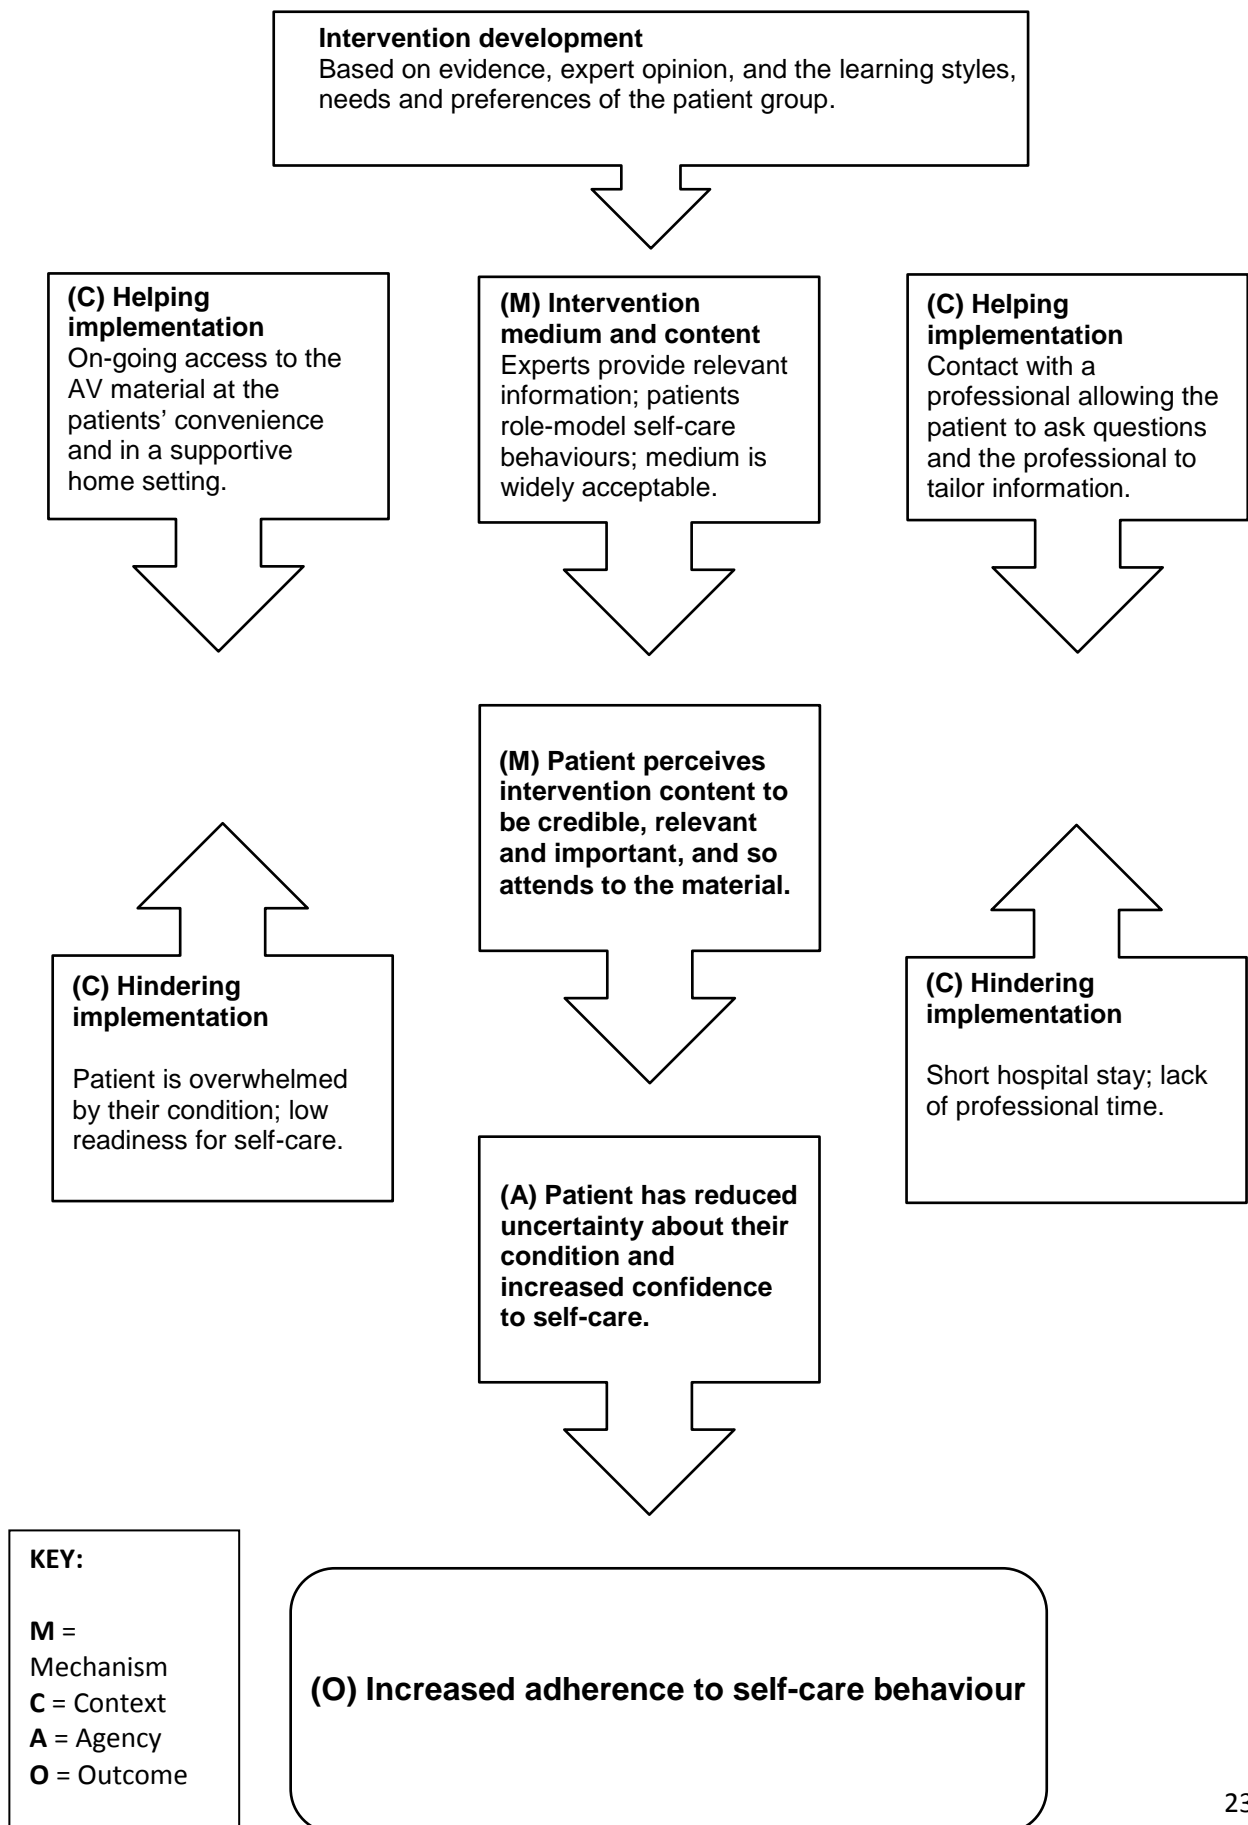 Intervention development
Based on evidence, expert opinion, and the learning styles,
needs and preferences of the patient group.
(C) Helping
implementation
On-going access to the
AV material at the
patients’ convenience
and in a supportive
home setting.
(M) Intervention
medium and content
Experts provide relevant
information; patients
role-model self-care
behaviours; medium is
widely acceptable.
(C) Helping
implementation
Contact with a
professional allowing the
patient to ask questions
and the professional to
tailor information.
(M) Patient perceives
intervention content to
be credible, relevant
and important, and so
attends to the material.
(C) Hindering
implementation
Patient is overwhelmed
by their condition; low
readiness for self-care.
(C) Hindering
implementation
Short hospital stay; lack
of professional time.
(A) Patient has reduced
uncertainty about their
condition and
increased confidence
to self-care.
KEY:
M =
Mechanism
C = Context
A = Agency
O = Outcome
(O) Increased adherence to self-care behaviour
23